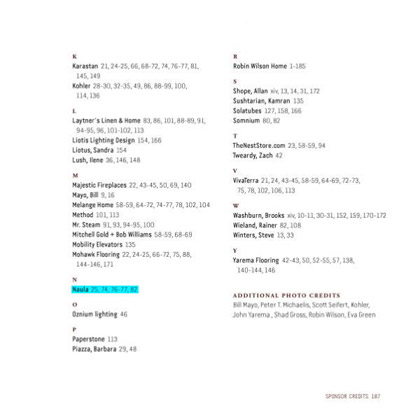 K
Karastan 21, 24-25, 66, 68-72, 74, 76-77, 81,
145, 149
Kohler 28-30, 32-35, 49, 86, 88-99, 100,
114, 136
L
Laytner's Linen & Home 83, 86, 101, 88-89, 91,
94-95, 96, 101-102, 113
Liotis Lighting Design 154, 166
Liotus, Sandra 154
Lush, Ilene 36, 146, 148
M
Majestic Fireplaces 22, 43-45, 50, 69, 140
Mayo, Bill 9, 16
Melange Home 58-59, 64-72, 74-77, 78, 102, 104
Method 101, 113
Mr. Steam 91, 93, 94-95, 100
Mitchell Gold + Bob Williams 58-59, 68-69
Mobility Elevators 135
Mohawk Flooring 22, 24-25, 66-72, 75, 88,
144-146, 171
N
Naula 25, 74, 76-77, 82
O
Oznium lighting 46
P
Paperstone 113
Piazza, Barbara 29, 48
R
Robin Wilson Home 1-185
S
Shope, Allan xiv, 13, 14, 31, 172
Sushtarian, Kamran 135
Solatubes 127, 158, 166
Somnium 80, 82
T
TheNestStore.com 23, 58-59, 94
Tweardy, Zach 42
V
VivaTerra 21, 24, 43-45, 58-59, 64-69, 72-73,
75, 78, 102, 106, 113
W
Washburn, Brooks xiv, 10-11, 30-31, 152, 159, 170-172
Wieland, Rainer 82, 108
Winters, Steve 13, 33
Y
Yarema Flooring 42-43, 50, 52-55, 57, 138,
140-144, 146
ADDITIONAL PHOTO CREDITS
Bill Mayo, Peter T. Michaelis, Scott Seifert, Kohler,
John Yarema, Shad Gross, Robin Wilson, Eva Green
SPONSOR CREDITS 187